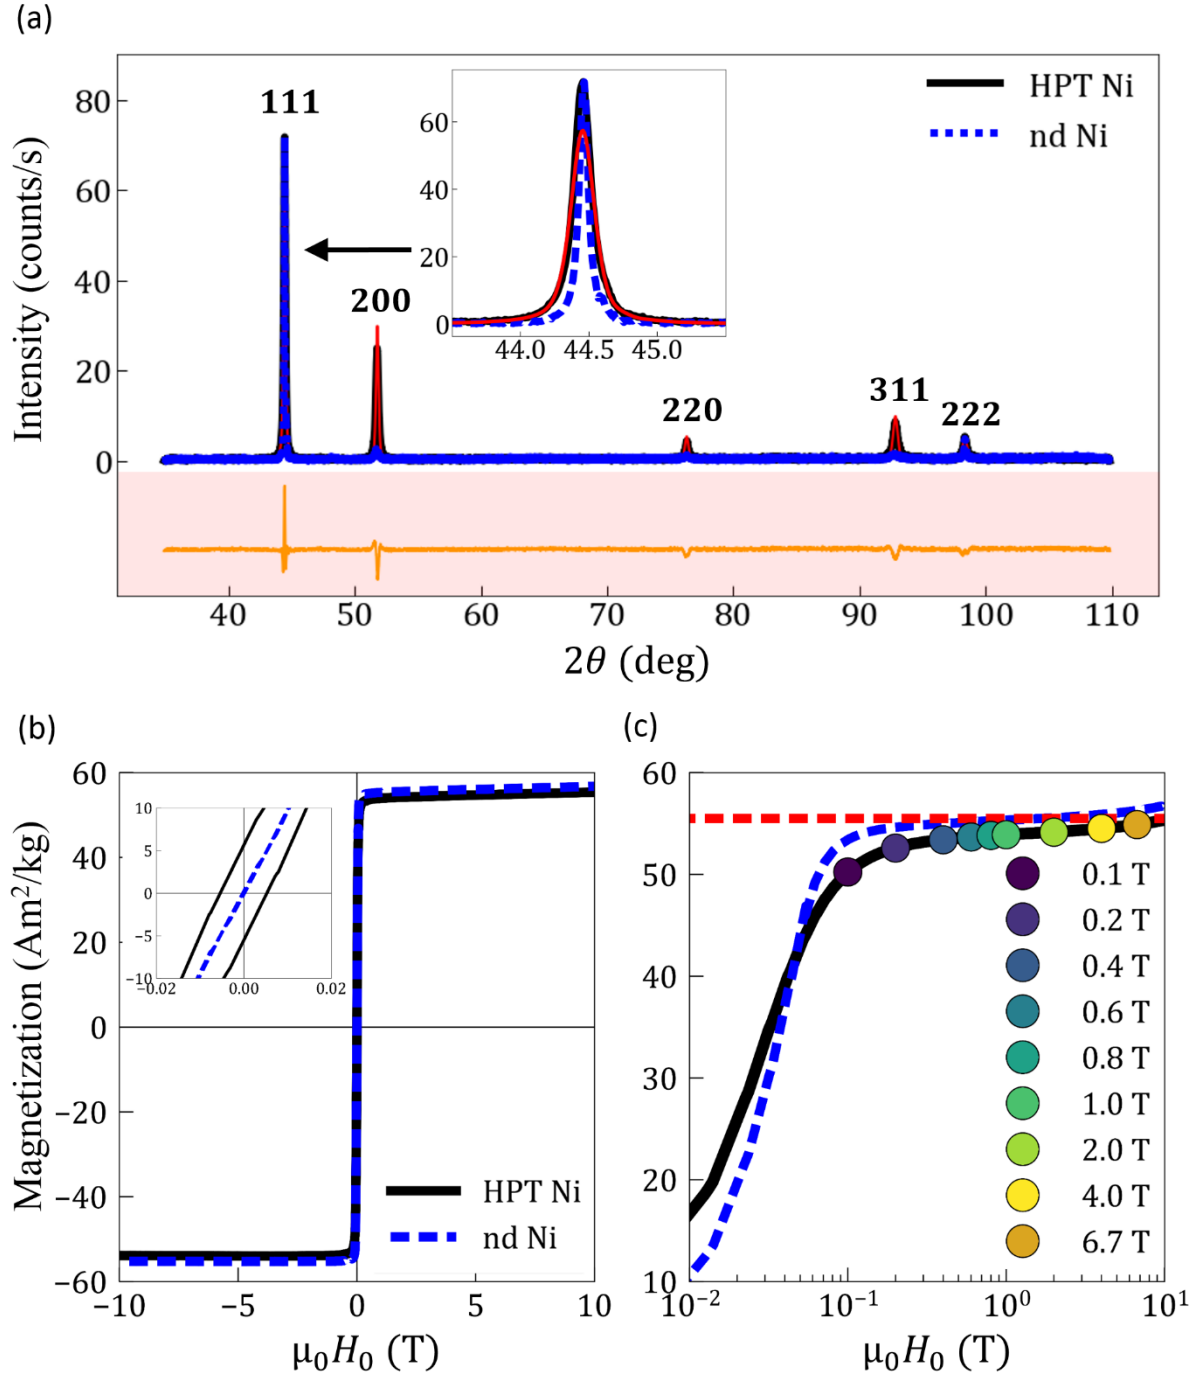 (a)
Intensity (counts/s)
80
60
40
20
0
111
200
220
311
222
60
40
20
0
44.0 44.5 45.0
HPT Ni
nd Ni
40 50 60 70 80 90 100 110
2θ (deg)
(b)
Magnetization (Am²/kg)
60
40
20
0
−20
−40
−60
10
5
0
−5
−10
−0.02 0.00 0.02
HPT Ni
nd Ni
−10 −5 0 5 10
μ₀H₀ (T)
(c)
60
50
40
30
20
10
0.1 T
0.2 T
0.4 T
0.6 T
0.8 T
1.0 T
2.0 T
4.0 T
6.7 T
10⁻² 10⁻¹ 10⁰ 10¹
μ₀H₀ (T)